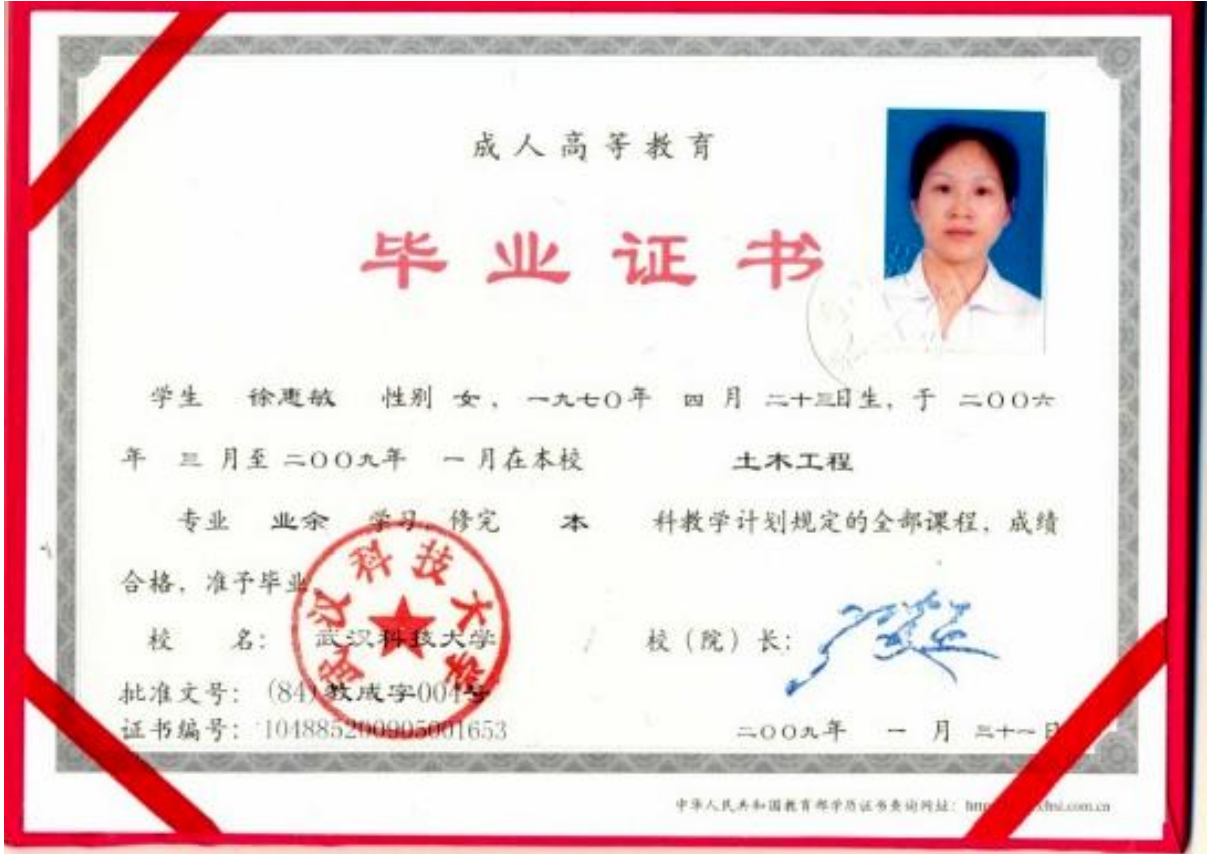 成人高等教育
毕业证书
学生 徐惠敏 性别 女，一九七〇年 四 月 二十三日生，于 二〇〇六
年 三 月至 二〇〇九年 一 月在本校 土木工程
专业 业余 学习，修完 本 科教学计划规定的全部课程，成绩
合格，准予毕业
校 名： 武汉科技大学 校（院）长：
批准文号：(84)教成字004号
证书编号：104885200905001653 二〇〇九年 一 月 三十一日
武汉科技大学
中华人民共和国教育部学历证书查询网址： chsi.com.cn